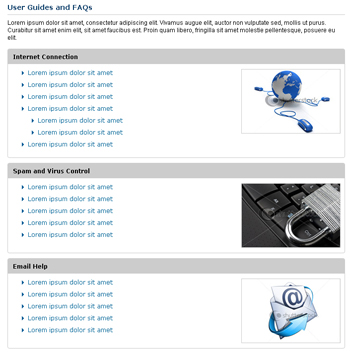 User Guides and FAQs
Lorem ipsum dolor sit amet, consectetur adipiscing elit. Vivamus augue elit, auctor non vulputate sed, mollis ut purus.
Curabitur sit amet enim elit, sit amet faucibus est. Proin quam libero, fringilla sit amet molestie pellentesque, posuere eu
elit.
Internet Connection
Lorem ipsum dolor sit amet
Lorem ipsum dolor sit amet
Lorem ipsum dolor sit amet
Lorem ipsum dolor sit amet
Lorem ipsum dolor sit amet
Lorem ipsum dolor sit amet
Lorem ipsum dolor sit amet
Spam and Virus Control
Lorem ipsum dolor sit amet
Lorem ipsum dolor sit amet
Lorem ipsum dolor sit amet
Lorem ipsum dolor sit amet
Lorem ipsum dolor sit amet
Email Help
Lorem ipsum dolor sit amet
Lorem ipsum dolor sit amet
Lorem ipsum dolor sit amet
Lorem ipsum dolor sit amet
Lorem ipsum dolor sit amet
@